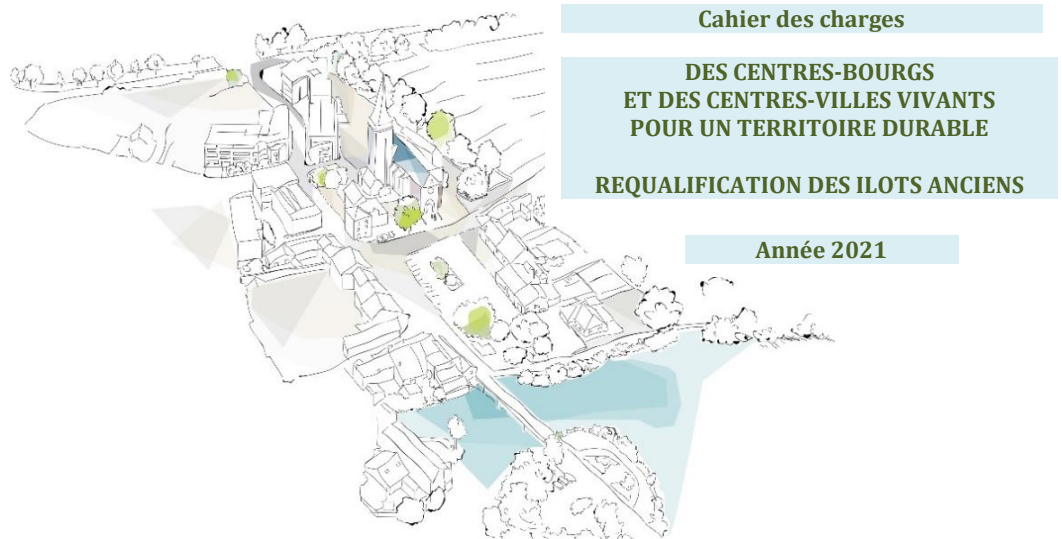 Cahier des charges
DES CENTRES-BOURGS
ET DES CENTRES-VILLES VIVANTS
POUR UN TERRITOIRE DURABLE
REQUALIFICATION DES ILOTS ANCIENS
Année 2021